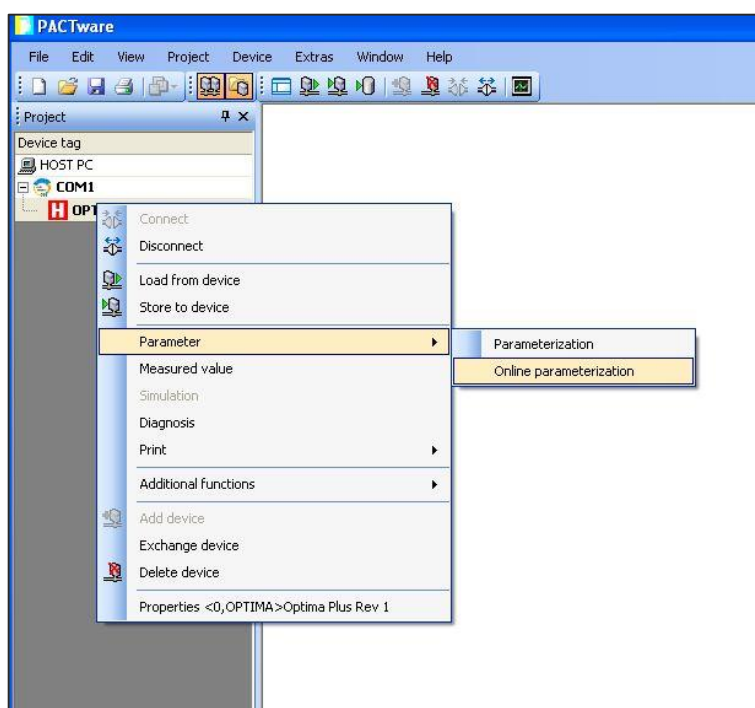 PACTware
File Edit View Project Device Extras Window Help
Project
Device tag
HOST PC
COM1
H OPT
Connect
Disconnect
Load from device
Store to device
Parameter
Parameterization
Measured value
Online parameterization
Simulation
Diagnosis
Print
Additional functions
Add device
Exchange device
Delete device
Properties <0,OPTIMA>Optima Plus Rev 1